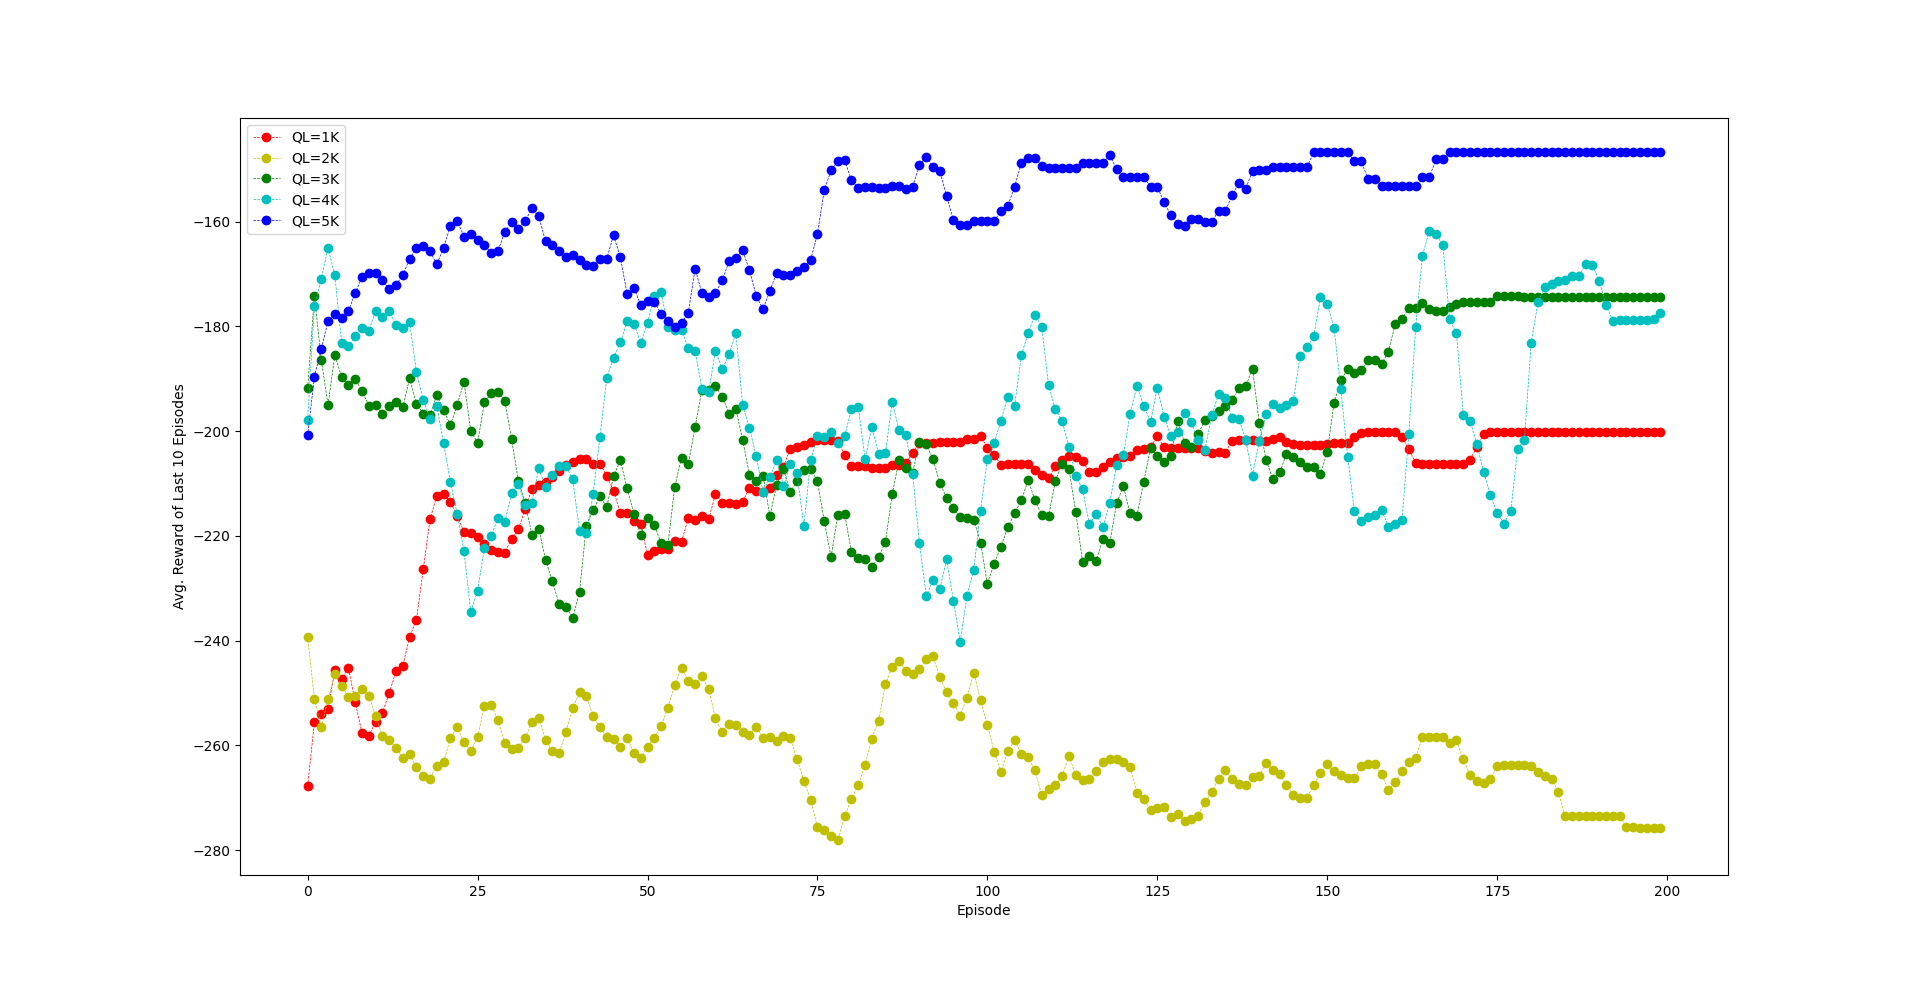 QL=1K
QL=2K
QL=3K
QL=4K
QL=5K
−160
−180
−200
−220
−240
−260
−280
Avg. Reward of Last 10 Episodes
0 25 50 75 100 125 150 175 200
Episode